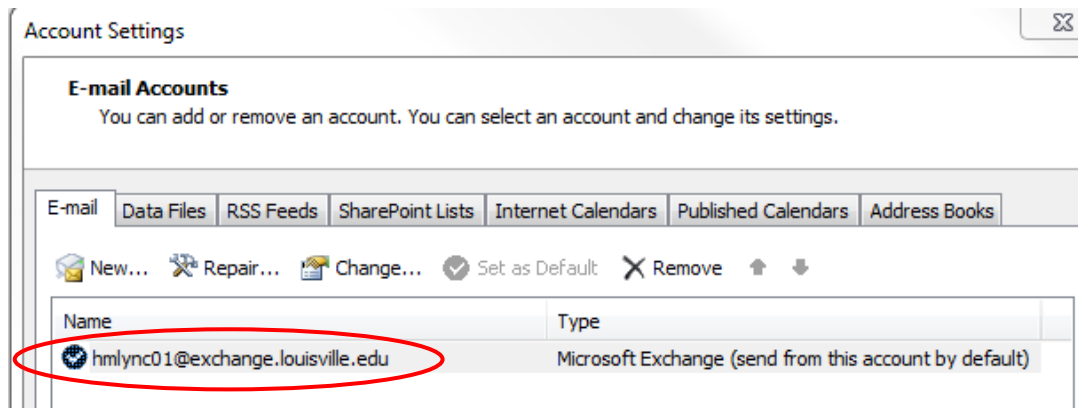 Account Settings
E-mail Accounts
You can add or remove an account. You can select an account and change its settings.
E-mail Data Files RSS Feeds SharePoint Lists Internet Calendars Published Calendars Address Books
New... Repair... Change... Set as Default Remove
Name Type
hmlync01@exchange.louisville.edu Microsoft Exchange (send from this account by default)